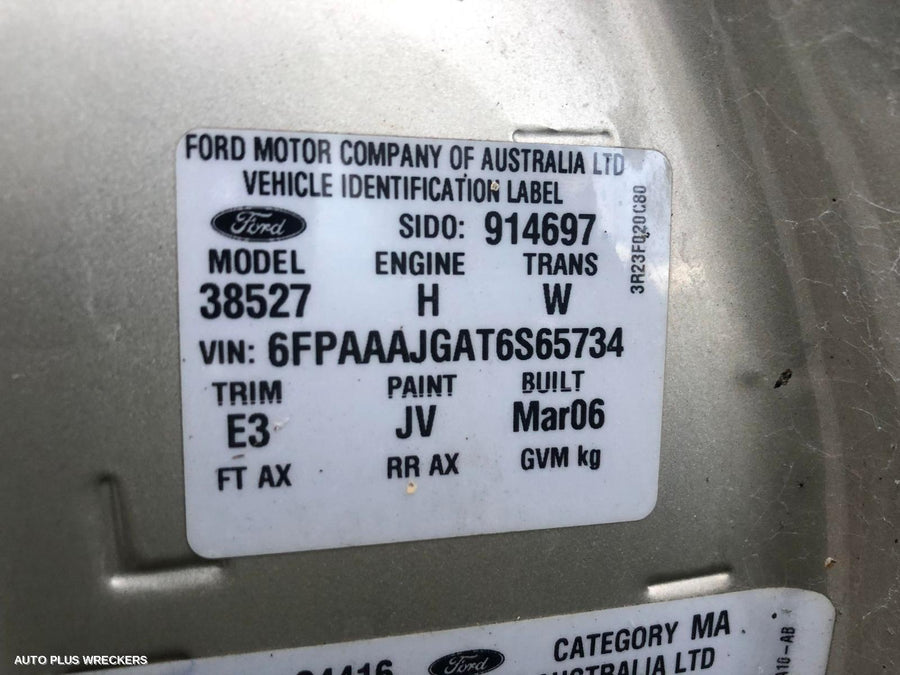 FORD MOTOR COMPANY OF AUSTRALIA LTD
VEHICLE IDENTIFICATION LABEL
Ford SIDO: 914697
MODEL ENGINE TRANS
38527 H W
VIN: 6FPAAAJGAT6S65734
TRIM PAINT BUILT
E3 JV Mar06
FT AX RR AX GVM kg
3R23F020C80
CATEGORY MA
Ford AUSTRALIA LTD
AUTO PLUS WRECKERS